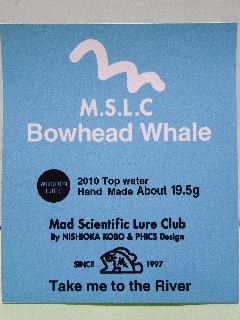 M.S.L.C
Bowhead Whale
WOODEN
LURE
2010 Top water
Hand Made About 19.5g
Mad Scientific Lure Club
By NISHIOKA KOBO & PHICS Design
SINCE 1997
Take me to the River